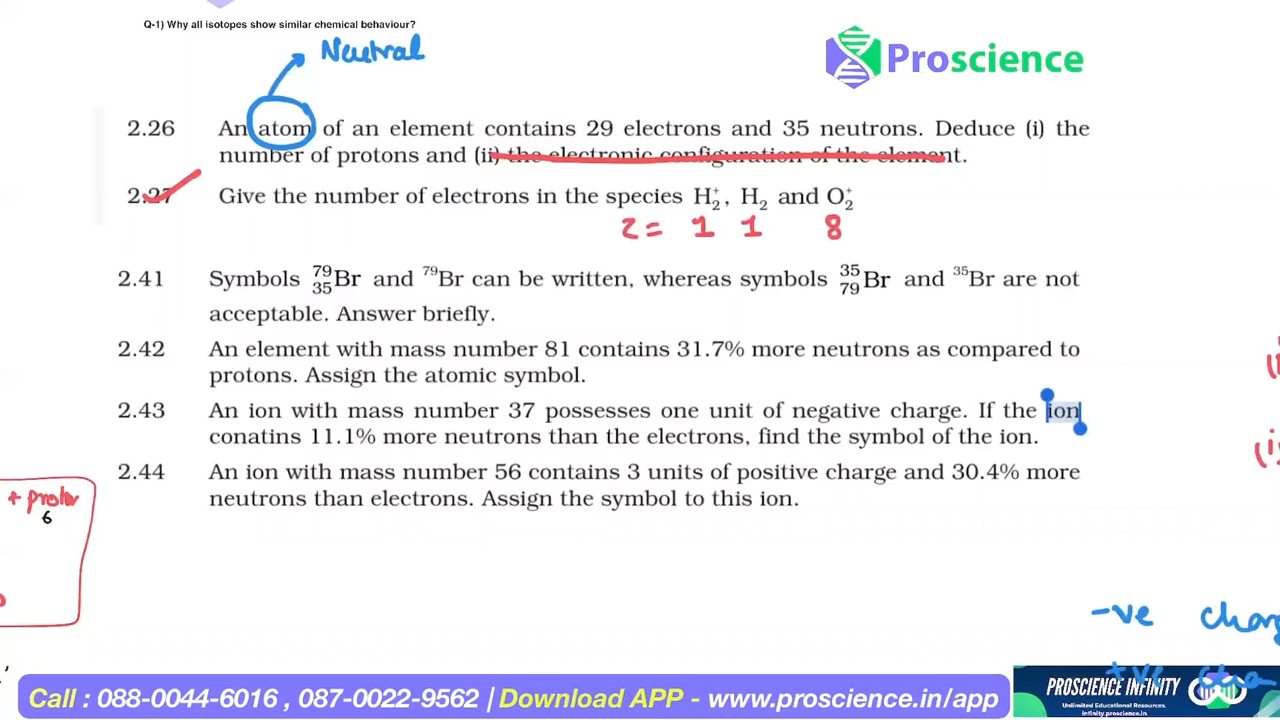 Q-1) Why all isotopes show similar chemical behaviour?
Neutral
Proscience
2.26 An atom of an element contains 29 electrons and 35 neutrons. Deduce (i) the
number of protons and (ii) the electronic configuration of the element.
2.27 Give the number of electrons in the species H₂⁺, H₂ and O₂⁺
Z = 1 1 8
2.41 Symbols ⁷⁹₃₅Br and ⁷⁹Br can be written, whereas symbols ³⁵₇₉Br and ³⁵Br are not
acceptable. Answer briefly.
2.42 An element with mass number 81 contains 31.7% more neutrons as compared to
protons. Assign the atomic symbol.
2.43 An ion with mass number 37 possesses one unit of negative charge. If the ion
conatins 11.1% more neutrons than the electrons, find the symbol of the ion.
2.44 An ion with mass number 56 contains 3 units of positive charge and 30.4% more
neutrons than electrons. Assign the symbol to this ion.
+ proton
6
-ve
+ve
Call : 088-0044-6016 , 087-0022-9562 | Download APP - www.proscience.in/app
PROSCIENCE INFINITY
Unlimited Educational Resources.
infinity.proscience.in